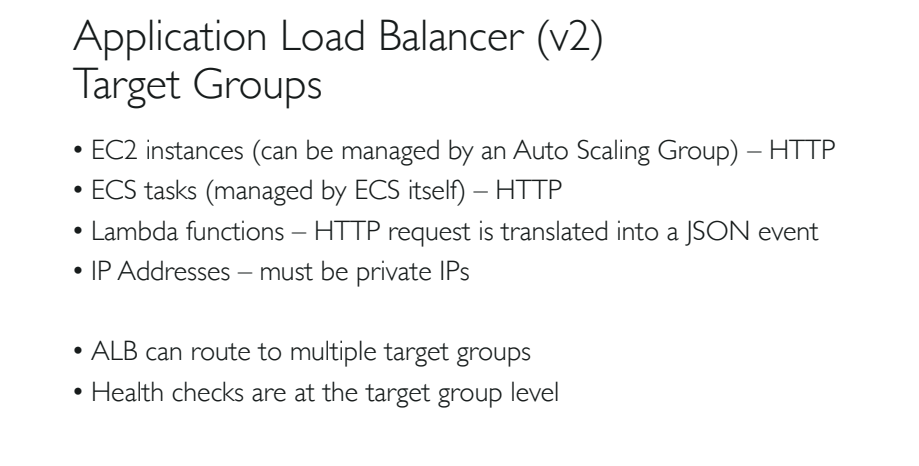 Application Load Balancer (v2)
Target Groups
• EC2 instances (can be managed by an Auto Scaling Group) – HTTP
• ECS tasks (managed by ECS itself) – HTTP
• Lambda functions – HTTP request is translated into a JSON event
• IP Addresses – must be private IPs
• ALB can route to multiple target groups
• Health checks are at the target group level